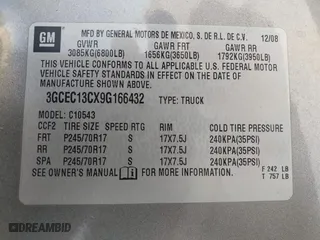 GM
MFD BY GENERAL MOTORS DE MEXICO, S. DE R.L. DE C.V. 12/08
GVWR GAWR FRT GAWR RR
3085KG(6800LB) 1656KG(3650LB) 1792KG(3950LB)
THIS VEHICLE CONFORMS TO ALL APPLICABLE U.S. FEDERAL MOTOR
VEHICLE SAFETY STANDARDS IN EFFECT ON THE DATE OF
MANUFACTURE SHOWN ABOVE.
3GCEC13CX9G166432 TYPE: TRUCK
MODEL: C10543
CCF2 TIRE SIZE SPEED RTG RIM COLD TIRE PRESSURE
FRT P245/70R17 S 17X7.5J 240KPA(35PSI)
RR P245/70R17 S 17X7.5J 240KPA(35PSI)
SPA P245/70R17 S 17X7.5J 240KPA(35PSI)
SEE OWNER'S MANUAL FOR MORE INFORMATION.
F 242 LB
T 757 LB
© BIDHARD ID